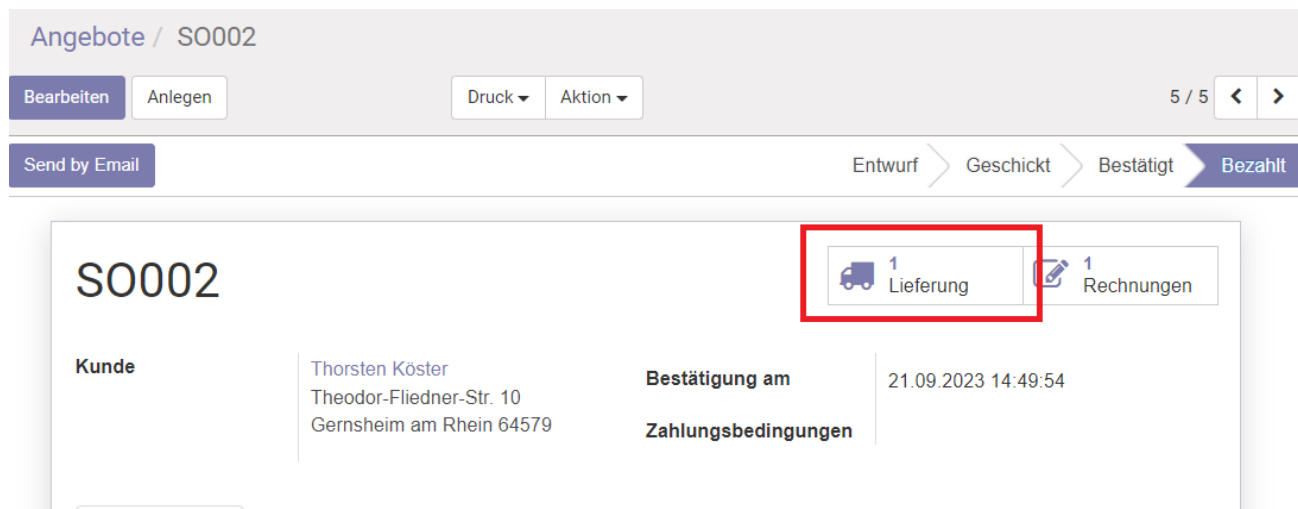 Angebote / SO002
Bearbeiten Anlegen Druck Aktion 5 / 5
Send by Email Entwurf Geschickt Bestätigt Bezahlt
SO002
1
Lieferung
1
Rechnungen
Kunde
Thorsten Köster
Theodor-Fliedner-Str. 10
Gernsheim am Rhein 64579
Bestätigung am 21.09.2023 14:49:54
Zahlungsbedingungen